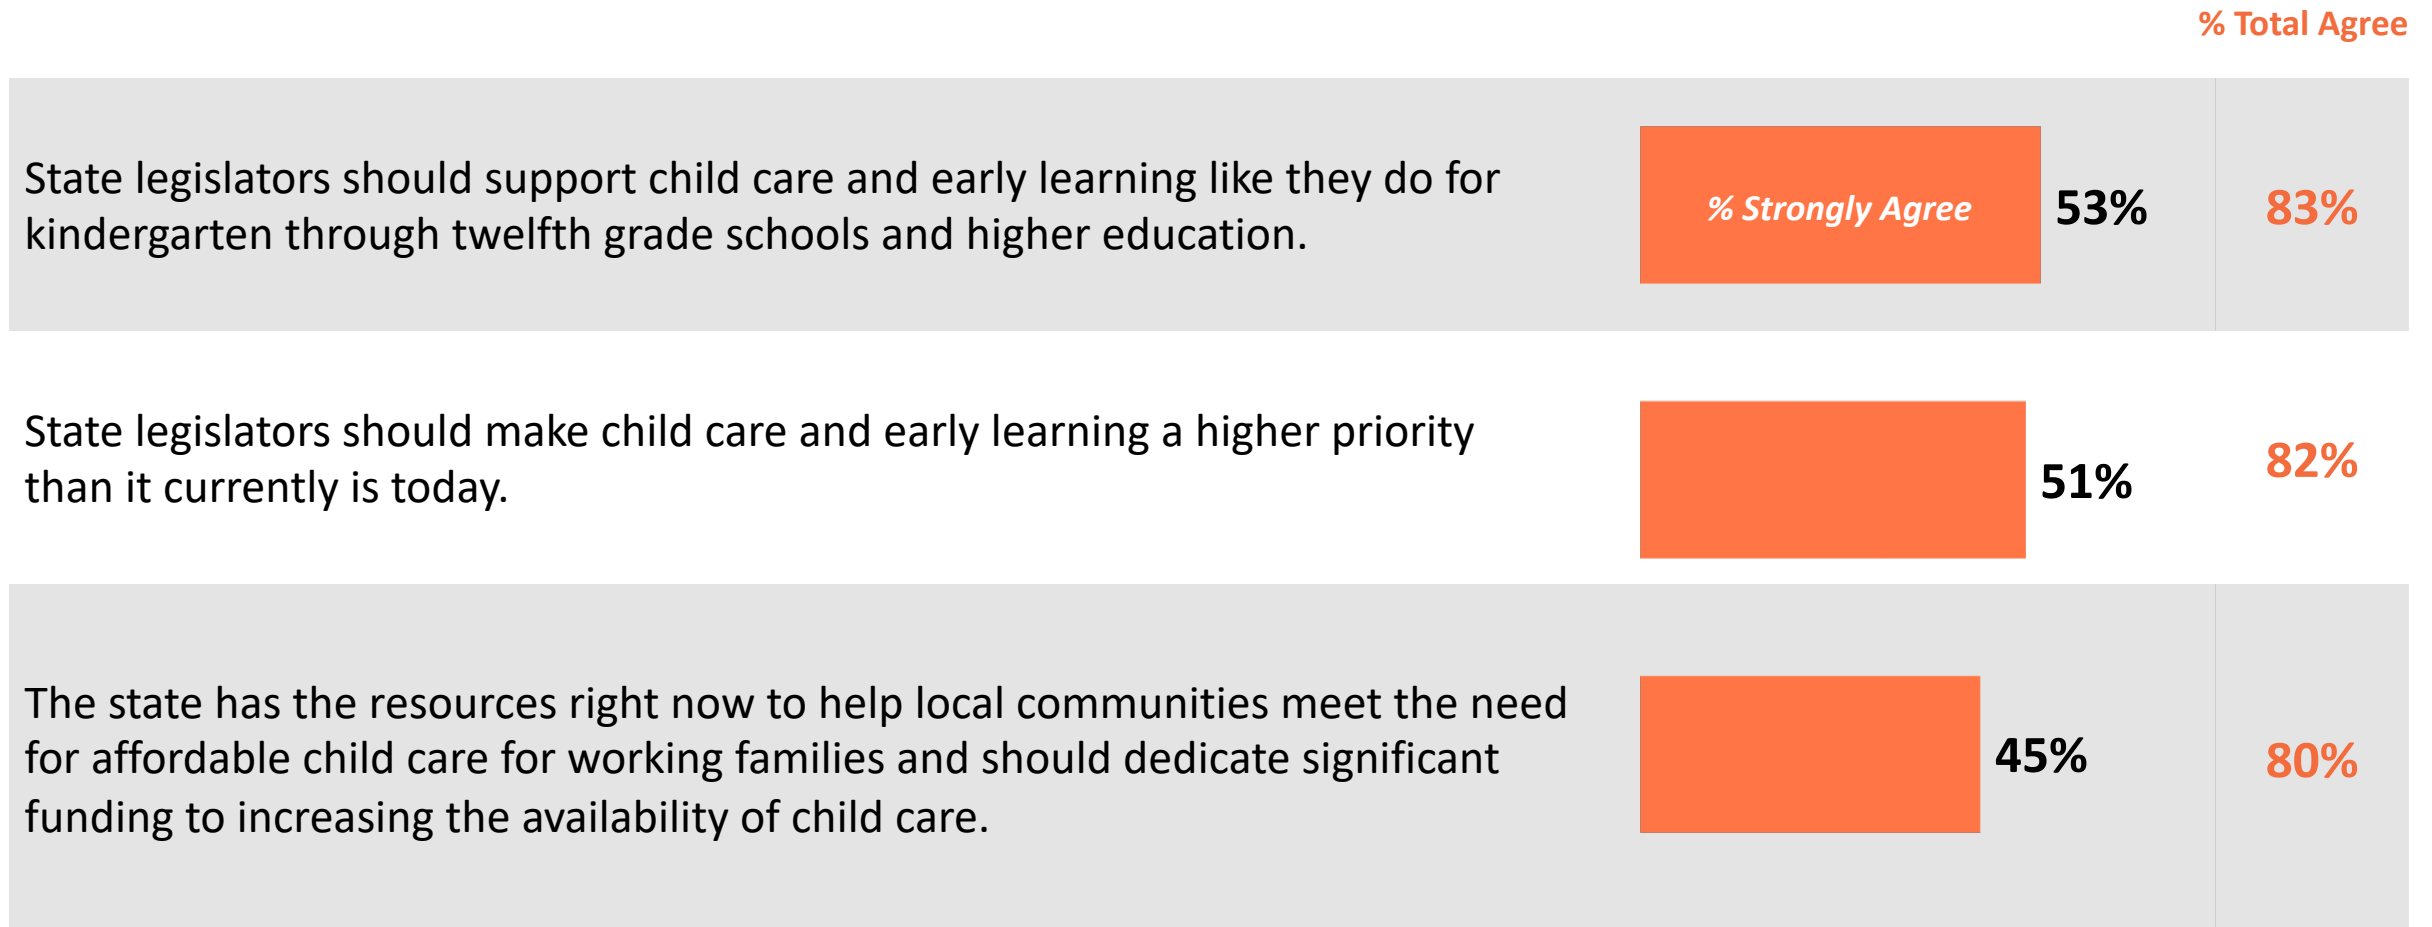 % Total Agree
State legislators should support child care and early learning like they do for
kindergarten through twelfth grade schools and higher education.
% Strongly Agree
53%
83%
State legislators should make child care and early learning a higher priority
than it currently is today.
51%
82%
The state has the resources right now to help local communities meet the need
for affordable child care for working families and should dedicate significant
funding to increasing the availability of child care.
45%
80%